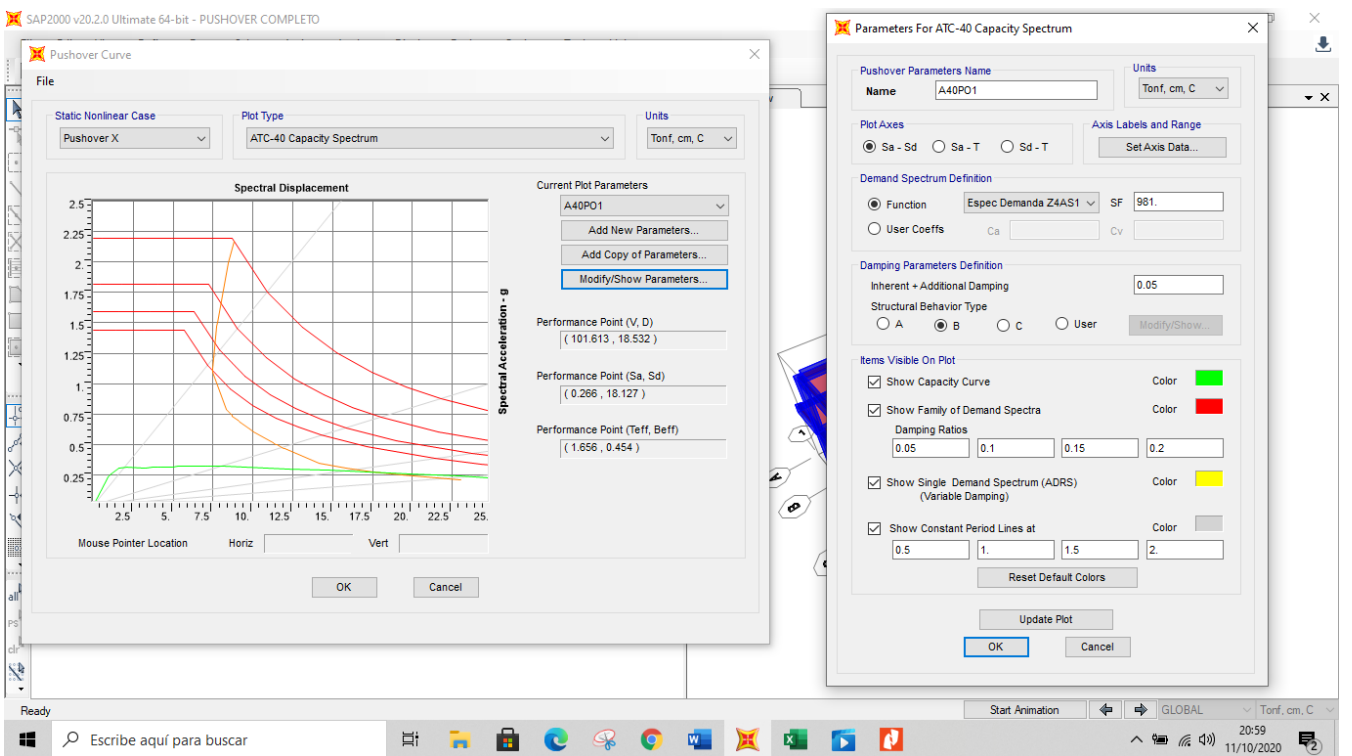 SAP2000 v20.2.0 Ultimate 64-bit - PUSHOVER COMPLETO
Pushover Curve
File
Static Nonlinear Case
Pushover X
Plot Type
ATC-40 Capacity Spectrum
Units
Tonf, cm, C
Spectral Displacement
2.5
2.25
2.
1.75
1.5
1.25
1.
0.75
0.5
0.25
2.5 5. 7.5 10. 12.5 15. 17.5 20. 22.5 25.
Spectral Acceleration - g
Mouse Pointer Location Horiz Vert
Current Plot Parameters
A40PO1
Add New Parameters...
Add Copy of Parameters...
Modify/Show Parameters...
Performance Point (V, D)
( 101.613 , 18.532 )
Performance Point (Sa, Sd)
( 0.266 , 18.127 )
Performance Point (Teff, Beff)
( 1.656 , 0.454 )
OK Cancel
Parameters For ATC-40 Capacity Spectrum
Pushover Parameters Name
Name A40PO1
Units
Tonf, cm, C
Plot Axes
Sa - Sd Sa - T Sd - T
Axis Labels and Range
Set Axis Data...
Demand Spectrum Definition
Function Espec Demanda Z4AS1 SF 981.
User Coeffs Ca Cv
Damping Parameters Definition
Inherent + Additional Damping 0.05
Structural Behavior Type
A B C User Modify/Show...
Items Visible On Plot
Show Capacity Curve Color
Show Family of Demand Spectra Color
Damping Ratios
0.05 0.1 0.15 0.2
Show Single Demand Spectrum (ADRS) Color
(Variable Damping)
Show Constant Period Lines at Color
0.5 1. 1.5 2.
Reset Default Colors
Update Plot
OK Cancel
1
A
B
all
PS
clr
Ready
Start Animation GLOBAL Tonf, cm, C
Escribe aquí para buscar
20:59
11/10/2020
2